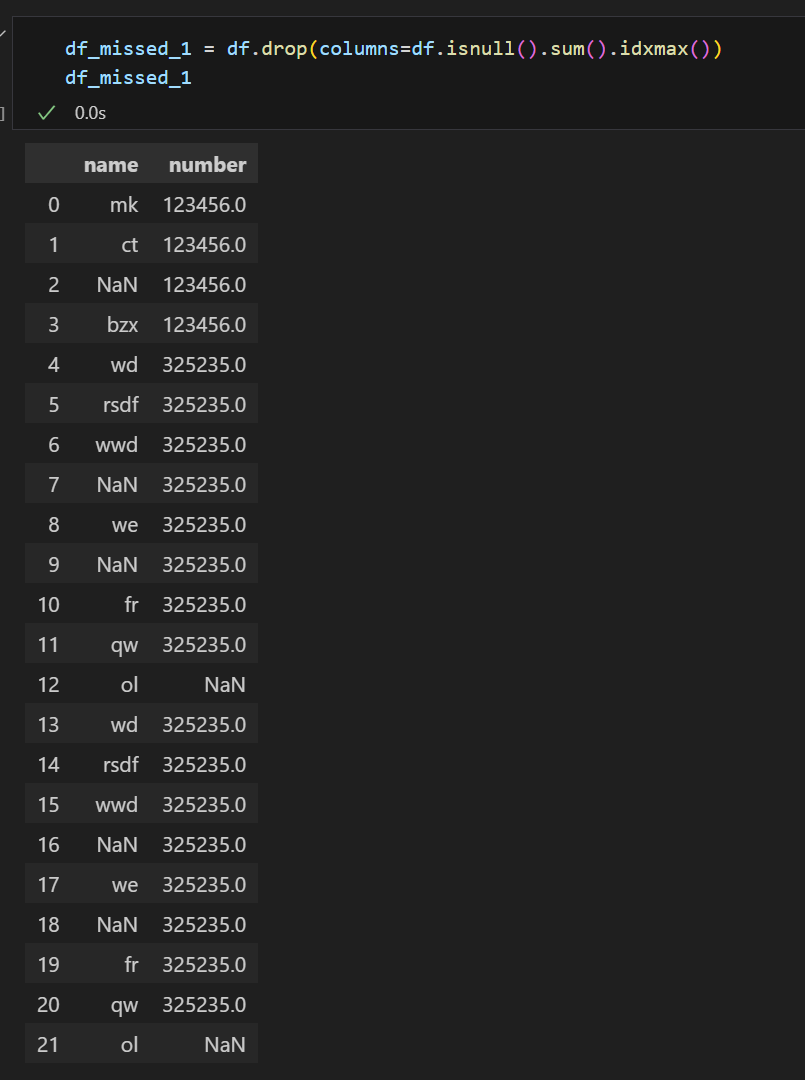 df_missed_1 = df.drop(columns=df.isnull().sum().idxmax())
df_missed_1
]
0.0s
name number
0 mk 123456.0
1 ct 123456.0
2 NaN 123456.0
3 bzx 123456.0
4 wd 325235.0
5 rsdf 325235.0
6 wwd 325235.0
7 NaN 325235.0
8 we 325235.0
9 NaN 325235.0
10 fr 325235.0
11 qw 325235.0
12 ol NaN
13 wd 325235.0
14 rsdf 325235.0
15 wwd 325235.0
16 NaN 325235.0
17 we 325235.0
18 NaN 325235.0
19 fr 325235.0
20 qw 325235.0
21 ol NaN